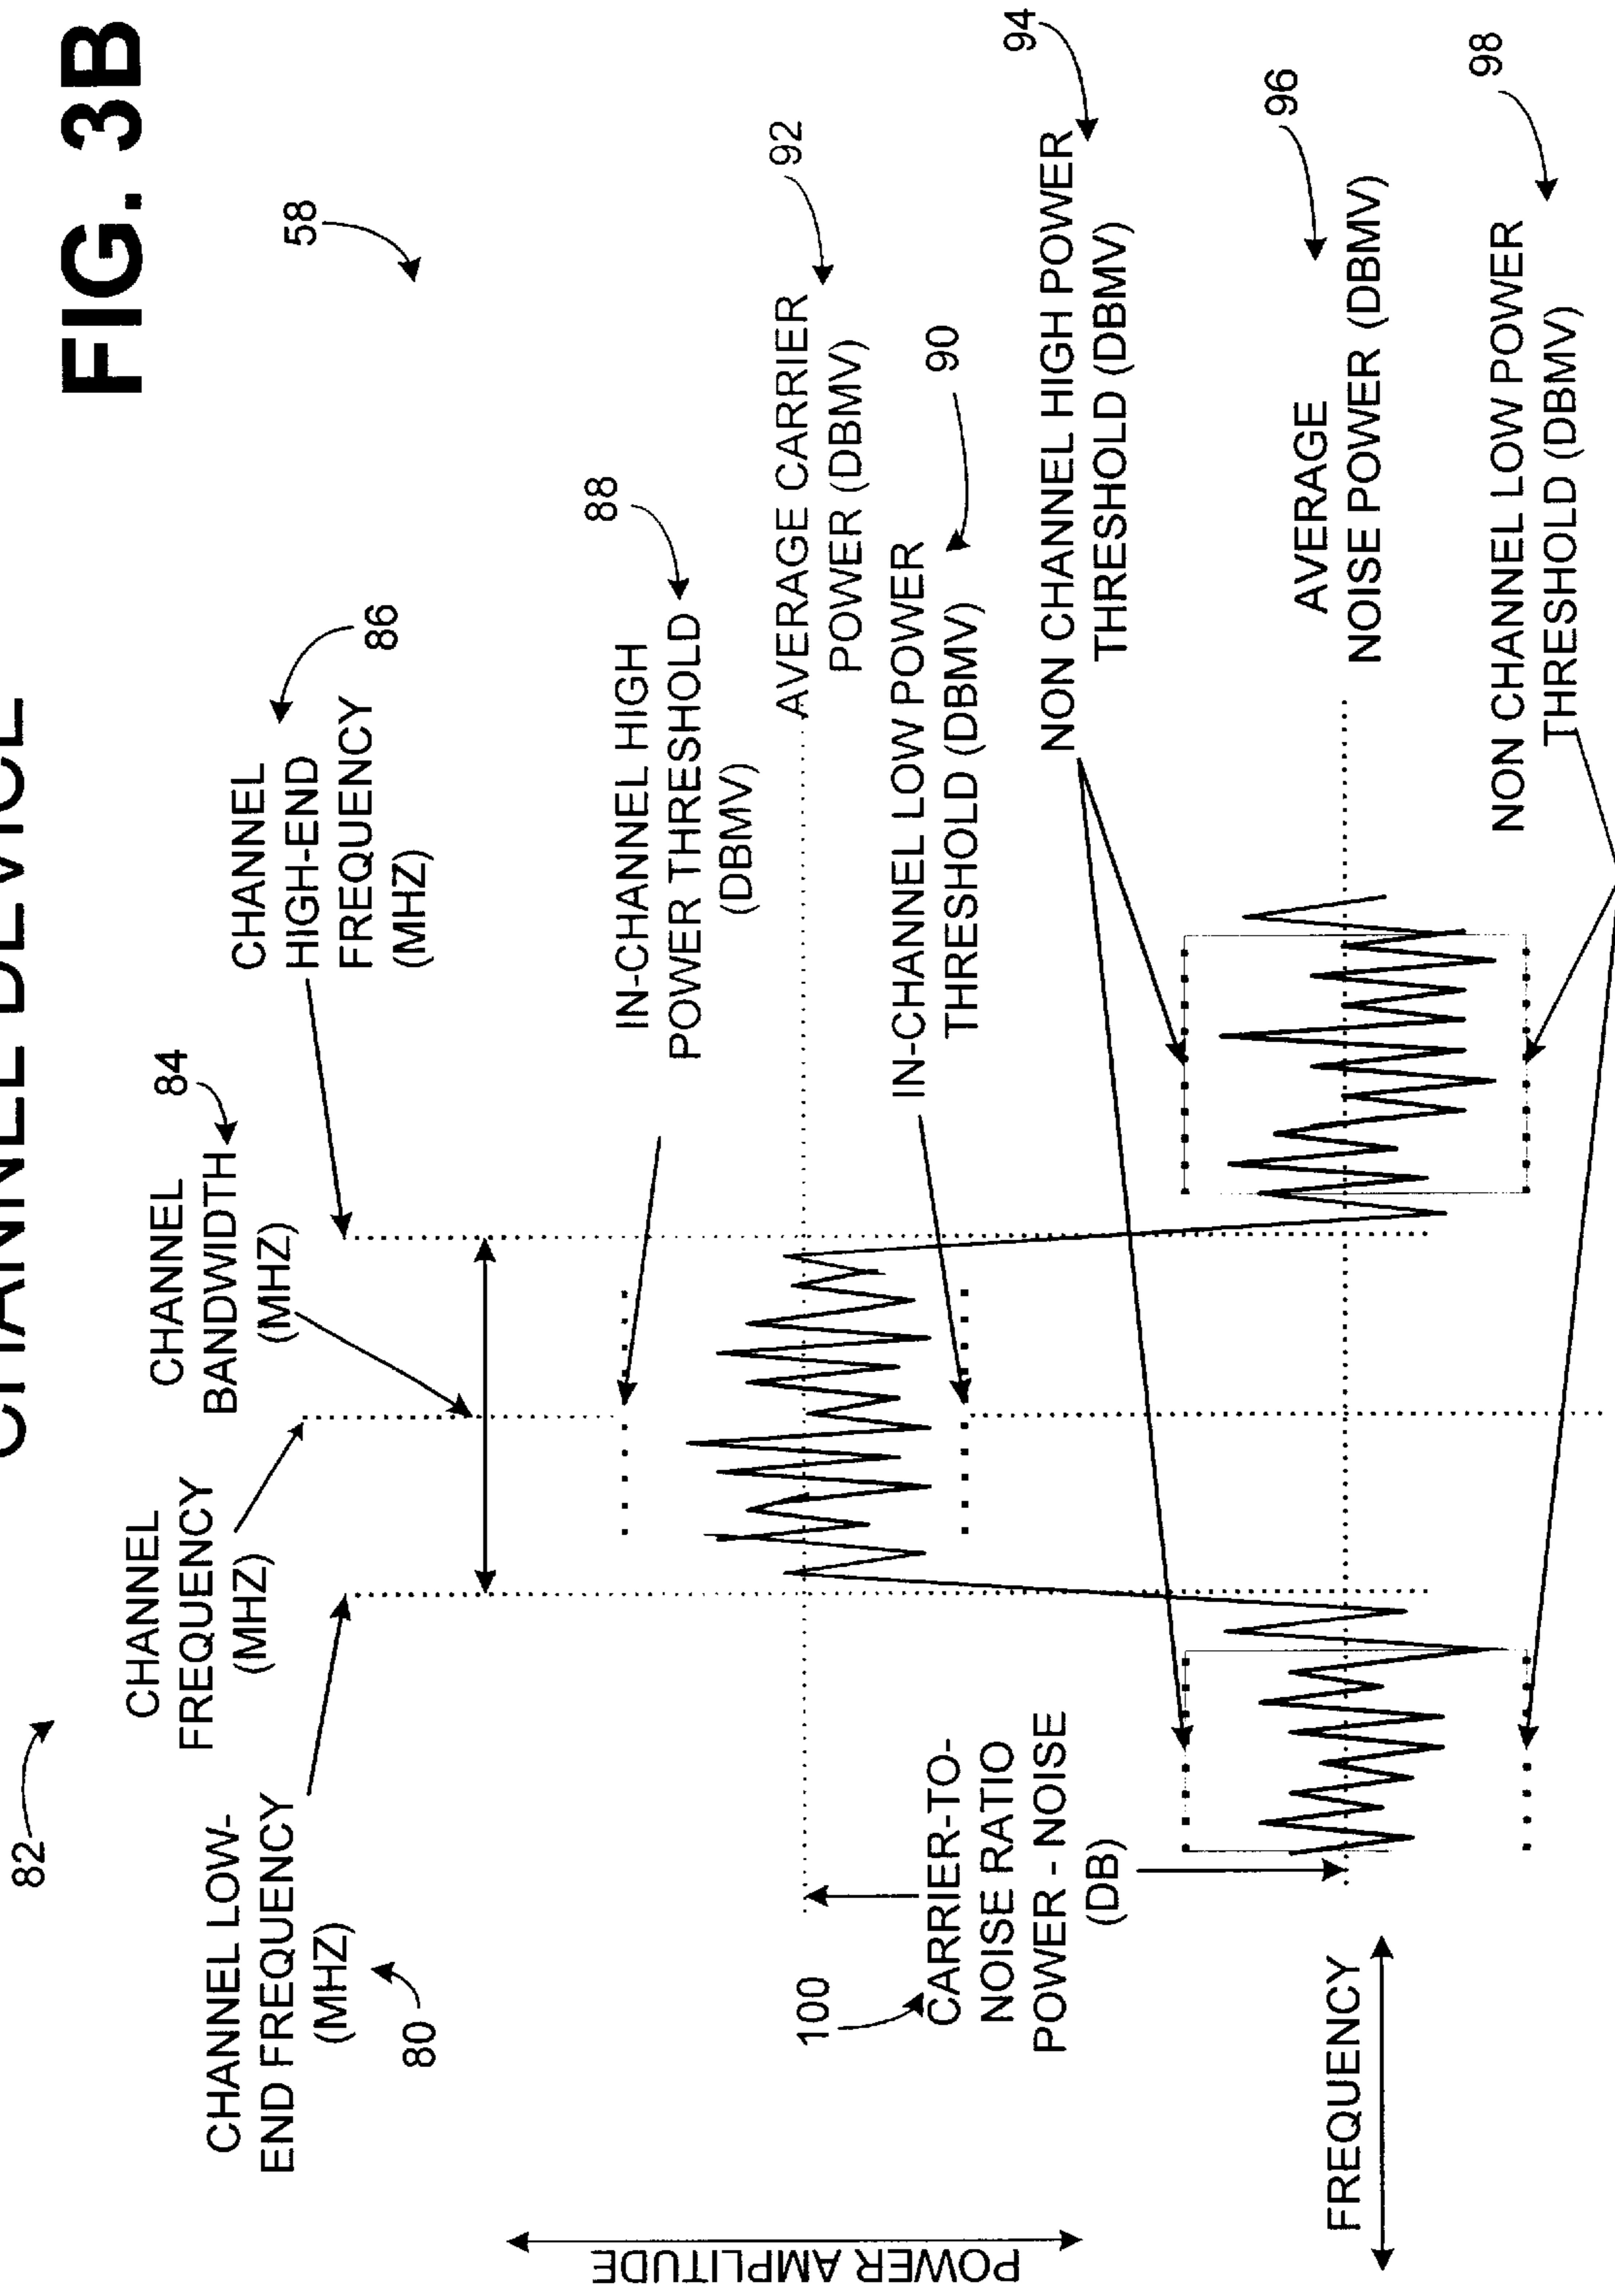 CHANNEL DEVICE
FIG. 3B
82
58
CHANNEL
FREQUENCY
(MHZ)
CHANNEL
BANDWIDTH
(MHZ)
84
CHANNEL LOW-
END FREQUENCY
(MHZ)
80
CHANNEL
HIGH-END
FREQUENCY
(MHZ)
86
IN-CHANNEL HIGH
POWER THRESHOLD
(DBMV)
88
AVERAGE CARRIER
POWER (DBMV)
92
IN-CHANNEL LOW POWER
THRESHOLD (DBMV)
90
100
CARRIER-TO-
NOISE RATIO
POWER - NOISE
(DB)
NON CHANNEL HIGH POWER
THRESHOLD (DBMV)
94
AVERAGE
NOISE POWER (DBMV)
96
NON CHANNEL LOW POWER
THRESHOLD (DBMV)
98
POWER AMPLITUDE
FREQUENCY